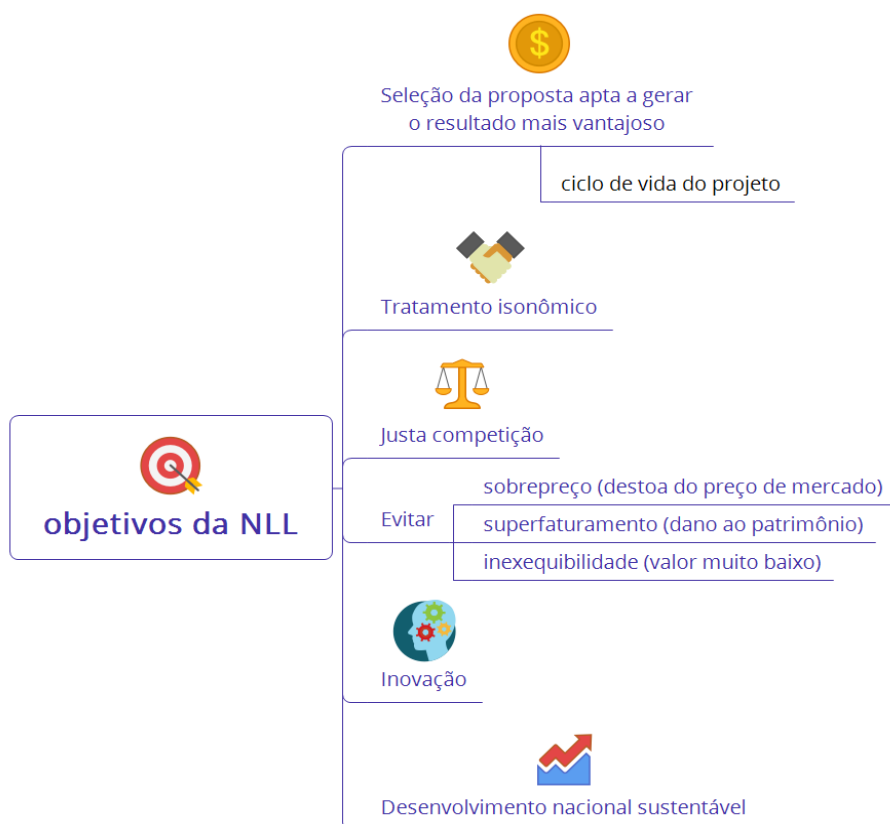 $
Seleção da proposta apta a gerar
o resultado mais vantajoso
ciclo de vida do projeto
Tratamento isonômico
Justa competição
objetivos da NLL
Evitar
sobrepreço (destoa do preço de mercado)
superfaturamento (dano ao patrimônio)
inexequibilidade (valor muito baixo)
Inovação
Desenvolvimento nacional sustentável